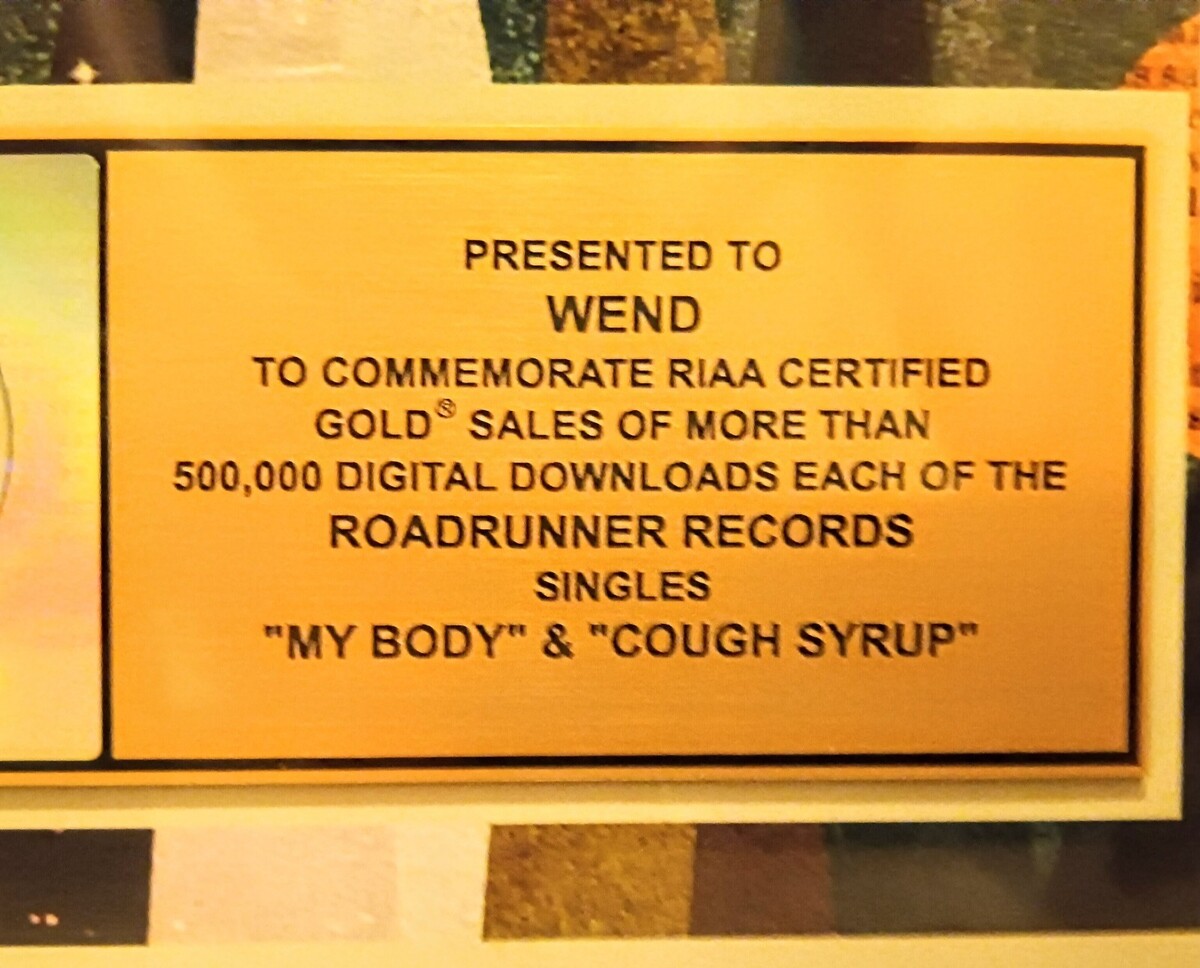 PRESENTED TO
WEND
TO COMMEMORATE RIAA CERTIFIED
GOLD® SALES OF MORE THAN
500,000 DIGITAL DOWNLOADS EACH OF THE
ROADRUNNER RECORDS
SINGLES
"MY BODY" & "COUGH SYRUP"